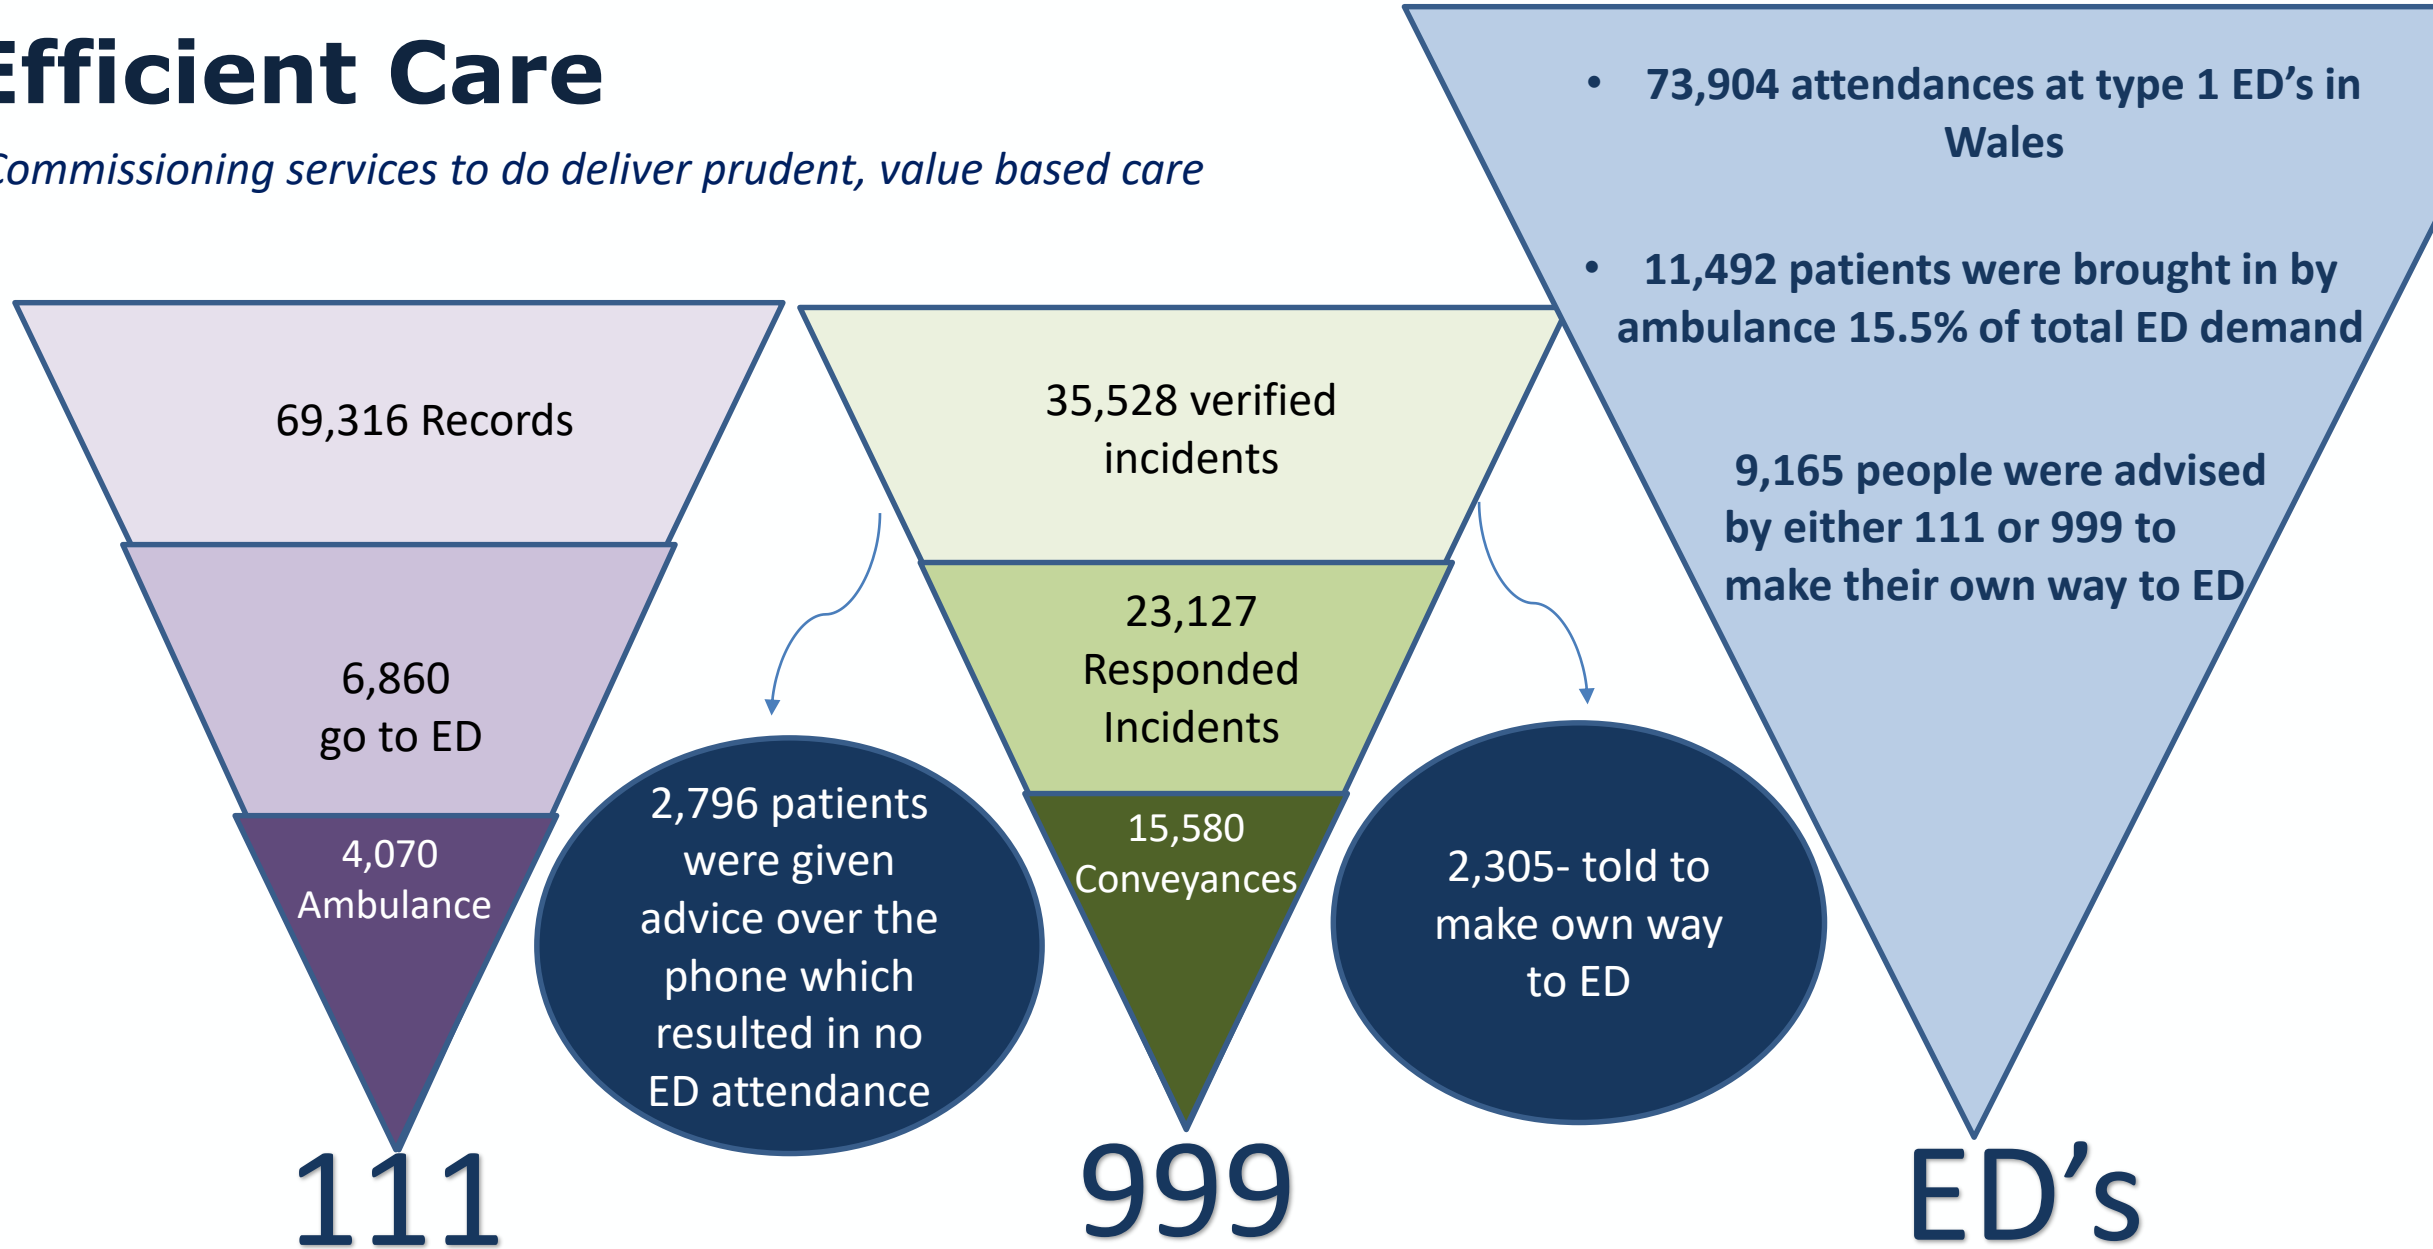 Efficient Care
Commissioning services to do deliver prudent, value based care
69,316 Records
6,860
go to ED
4,070
Ambulance
111
2,796 patients
were given
advice over the
phone which
resulted in no
ED attendance
35,528 verified
incidents
23,127
Responded
Incidents
15,580
Conveyances
999
2,305- told to
make own way
to ED
• 73,904 attendances at type 1 ED’s in
Wales
• 11,492 patients were brought in by
ambulance 15.5% of total ED demand
9,165 people were advised
by either 111 or 999 to
make their own way to ED
ED’s